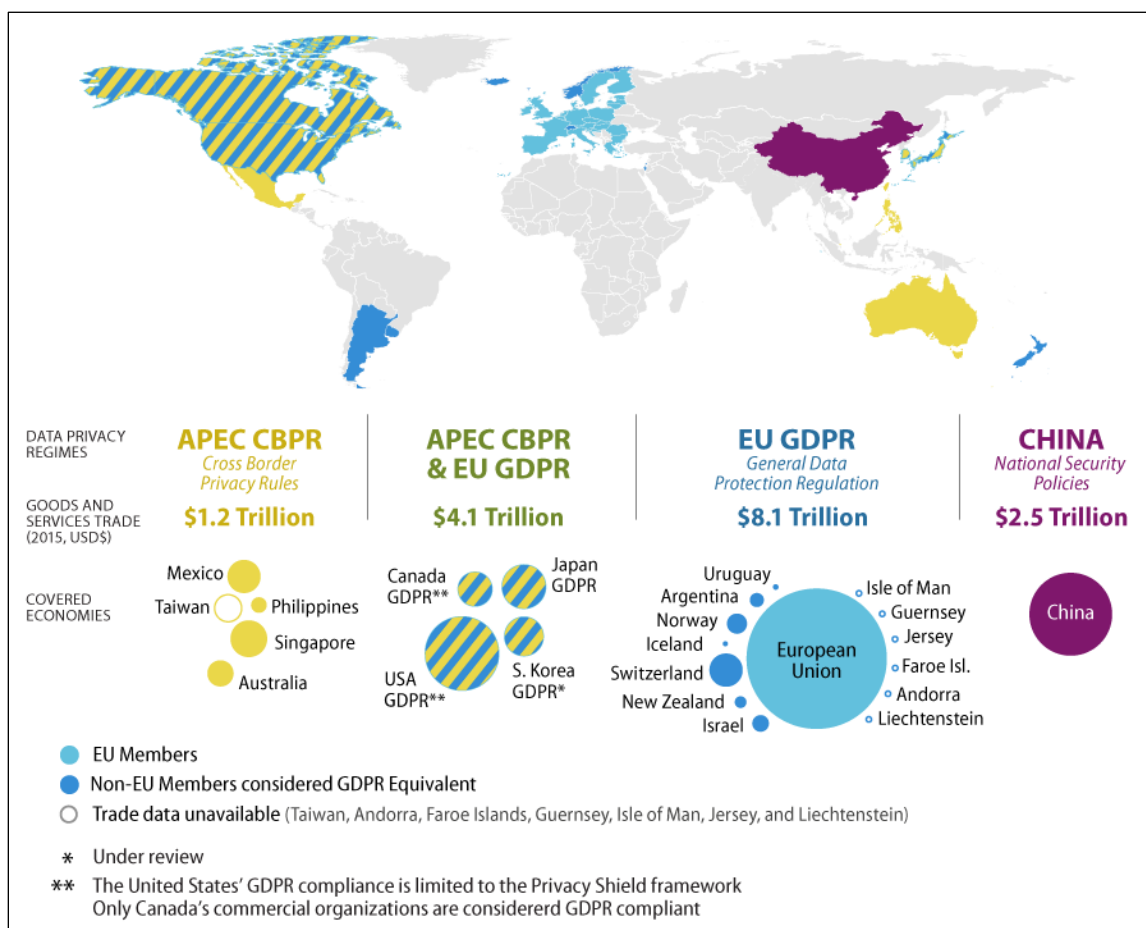 DATA PRIVACY
REGIMES
APEC CBPR
Cross Border
Privacy Rules
APEC CBPR
& EU GDPR
EU GDPR
General Data
Protection Regulation
CHINA
National Security
Policies
GOODS AND
SERVICES TRADE
(2015, USD$)
$1.2 Trillion
$4.1 Trillion
$8.1 Trillion
$2.5 Trillion
COVERED
ECONOMIES
Mexico
Taiwan
Philippines
Singapore
Australia
Canada
GDPR**
Japan
GDPR
USA
GDPR**
S. Korea
GDPR*
Uruguay
Argentina
Norway
Iceland
Switzerland
New Zealand
Israel
European
Union
Isle of Man
Guernsey
Jersey
Faroe Isl.
Andorra
Liechtenstein
China
EU Members
Non-EU Members considered GDPR Equivalent
Trade data unavailable (Taiwan, Andorra, Faroe Islands, Guernsey, Isle of Man, Jersey, and Liechtenstein)
* Under review
** The United States' GDPR compliance is limited to the Privacy Shield framework
Only Canada's commercial organizations are considererd GDPR compliant